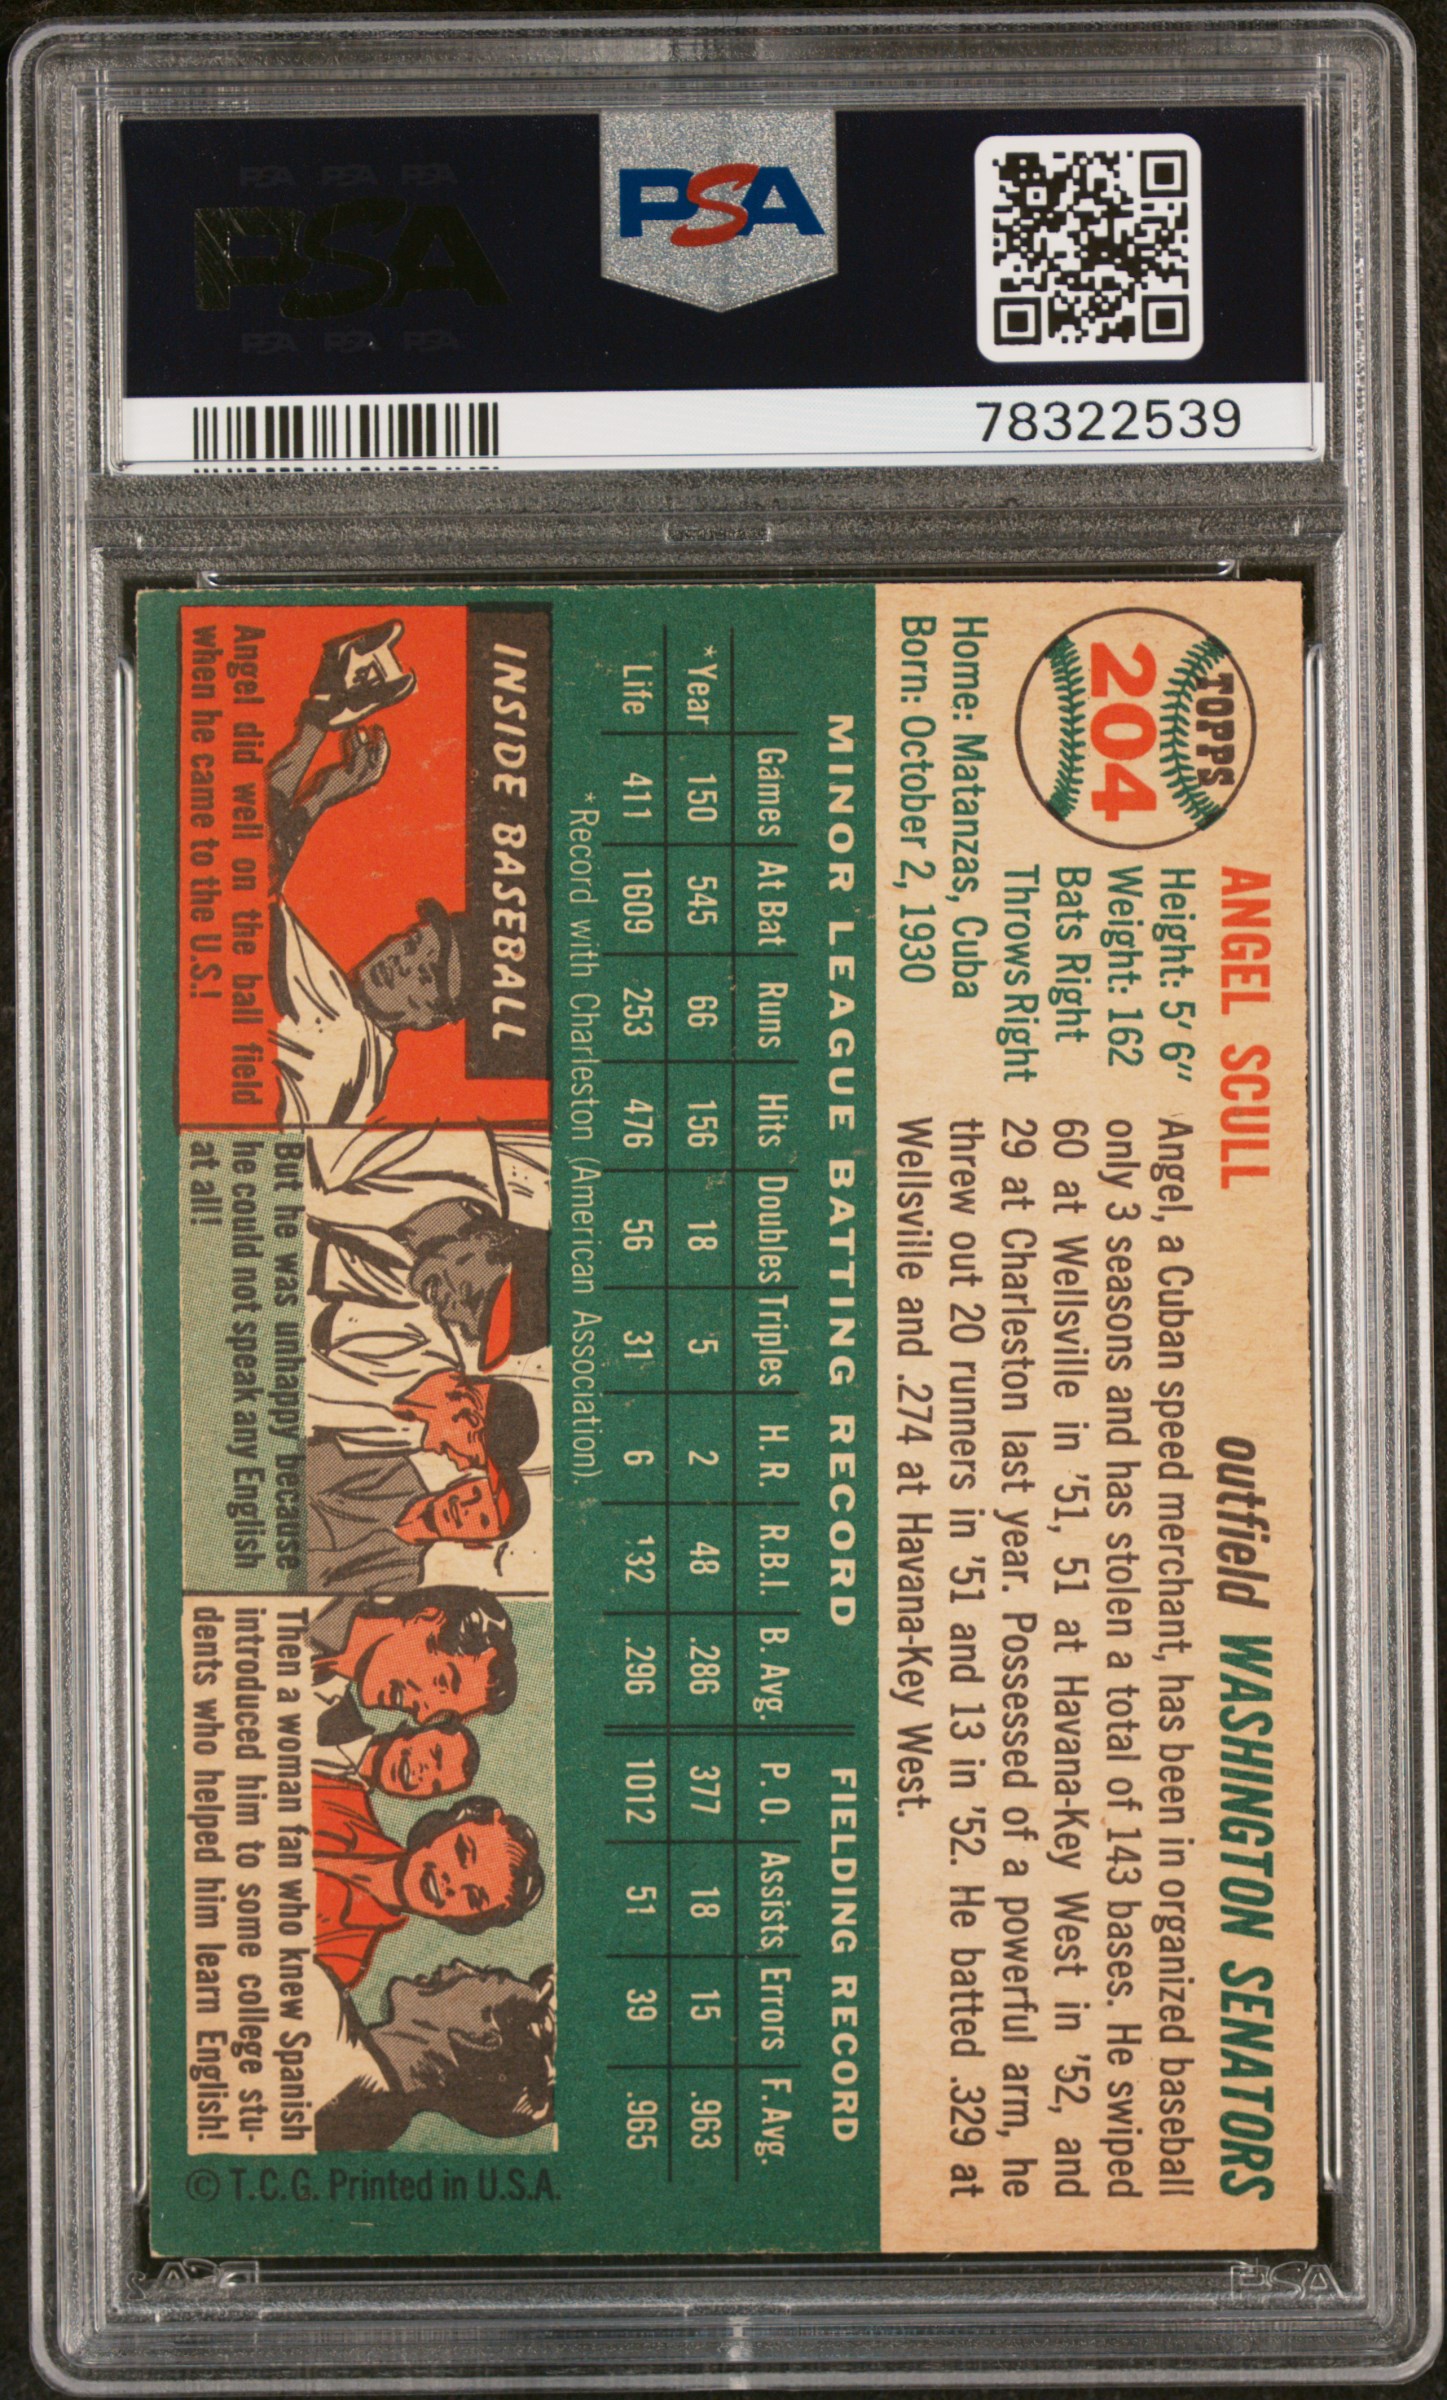 PSA PSA PSA
PSA
PSA PSA PSA
PSA
78322539
TOPPS
204
ANGEL SCULL
outfield WASHINGTON SENATORS
Height: 5' 6"
Weight: 162
Bats Right
Throws Right
Home: Matanzas, Cuba
Born: October 2, 1930
Angel, a Cuban speed merchant, has been in organized baseball
only 3 seasons and has stolen a total of 143 bases. He swiped
60 at Wellsville in '51, 51 at Havana-Key West in '52, and
29 at Charleston last year. Possessed of a powerful arm, he
threw out 20 runners in '51 and 13 in '52. He batted .329 at
Wellsville and .274 at Havana-Key West.
MINOR LEAGUE BATTING RECORD FIELDING RECORD
Games At Bat Runs Hits Doubles Triples H. R. R.B.I. B. Avg. P. O. Assists Errors F. Avg.
*Year 150 545 66 156 18 5 2 48 .286 377 18 15 .963
Life 411 1609 253 476 56 31 6 132 .296 1012 51 39 .965
*Record with Charleston (American Association).
INSIDE BASEBALL
Angel did well on the ball field
when he came to the U.S.!
But he was unhappy because
he could not speak any English
at all!
Then a woman fan who knew Spanish
introduced him to some college stu-
dents who helped him learn English!
© T.C.G. Printed in U.S.A.
PSA
PSA